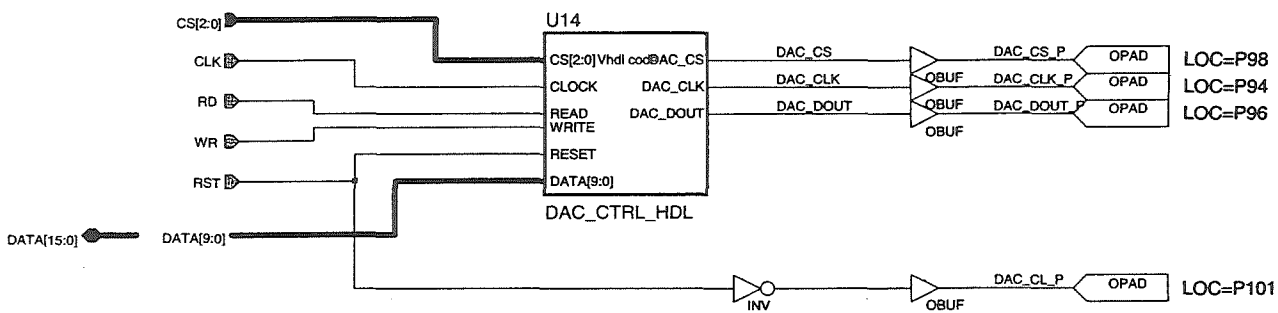 U14
CS[2:0]
CS[2:0] Vhdl cod DAC_CS DAC_CS DAC_CS_P OPAD LOC=P98
CLK
OBUF
CLOCK DAC_CLK DAC_CLK DAC_CLK_P OPAD LOC=P94
RD
OBUF
READ DAC_DOUT DAC_DOUT DAC_DOUT_P OPAD LOC=P96
WRITE
OBUF
WR
RESET
RST
DATA[9:0]
DAC_CTRL_HDL
DATA[15:0] DATA[9:0]
DAC_CL_P OPAD LOC=P101
INV OBUF